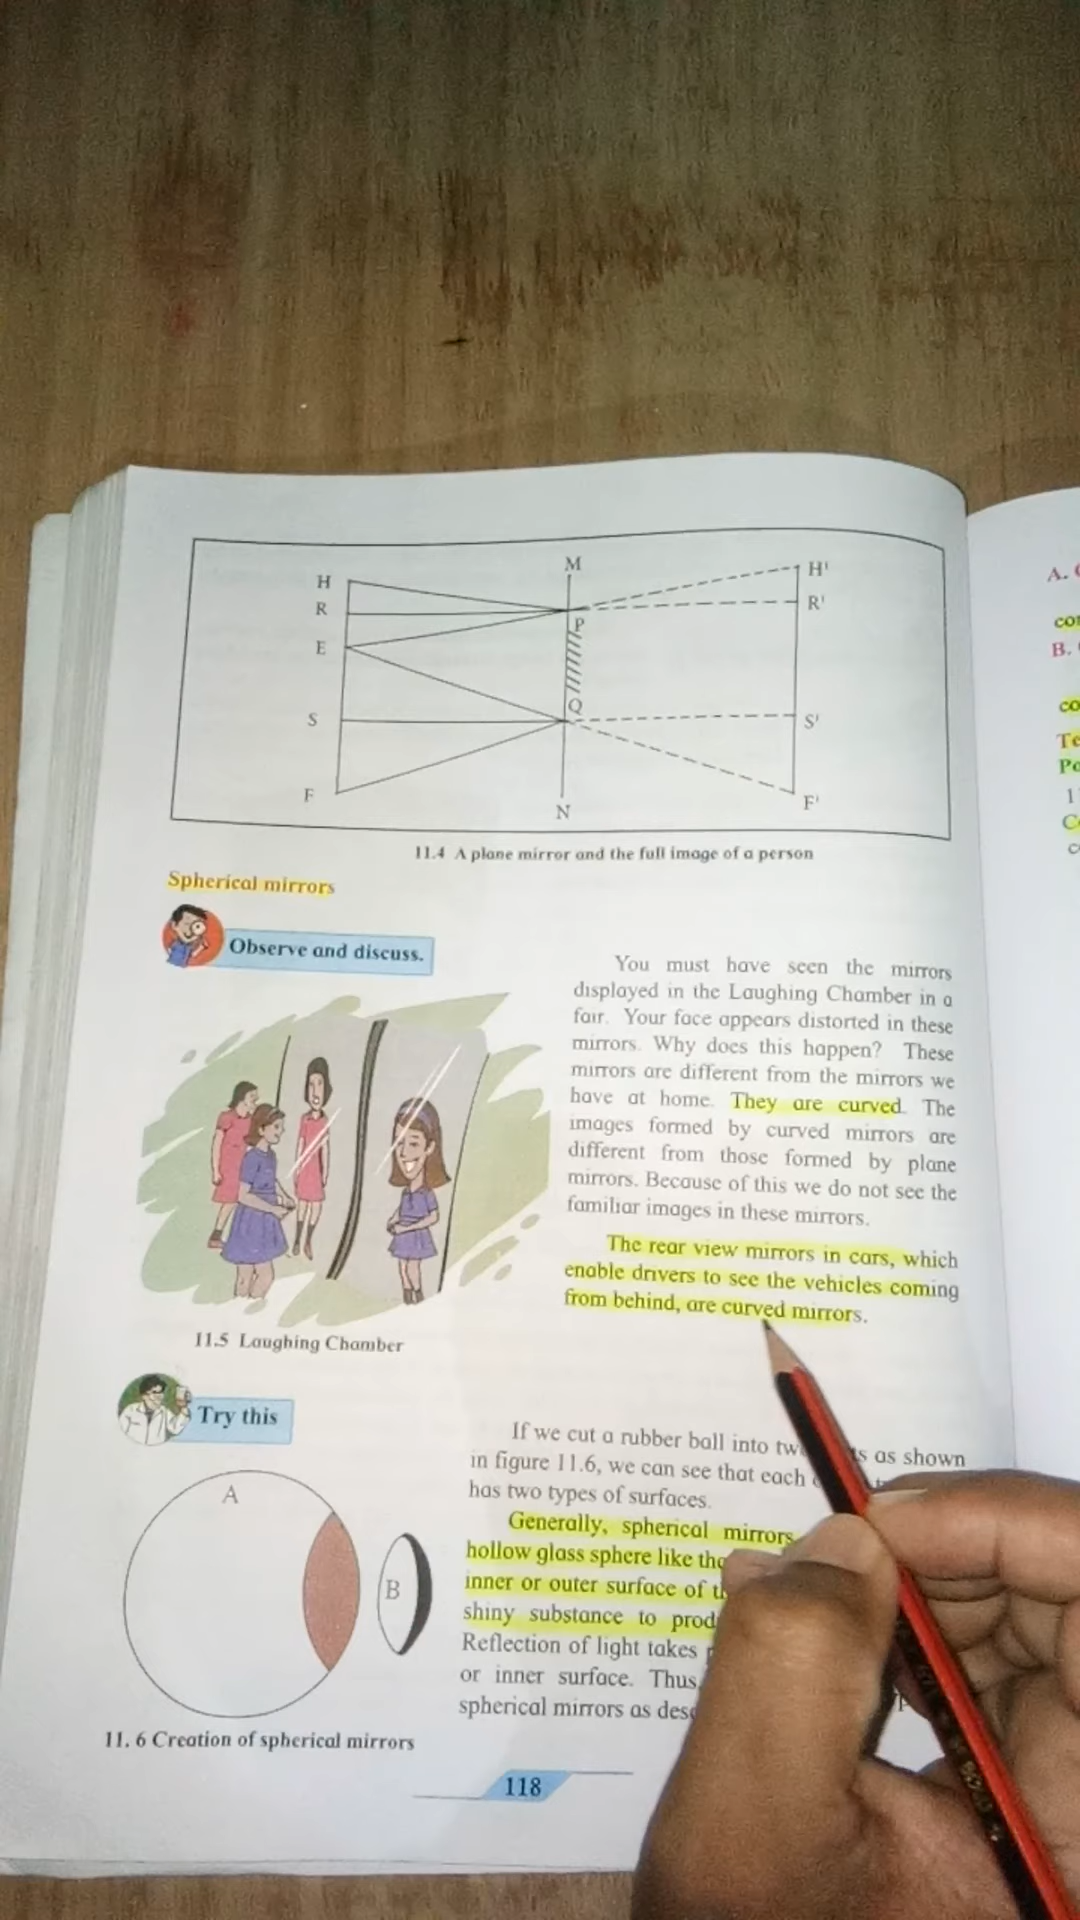 M
H
H'
R
R'
P
E
Q
S
S'
F
F'
N
11.4 A plane mirror and the full image of a person
Spherical mirrors
Observe and discuss.
You must have seen the mirrors
displayed in the Laughing Chamber in a
fair. Your face appears distorted in these
mirrors. Why does this happen? These
mirrors are different from the mirrors we
have at home. They are curved. The
images formed by curved mirrors are
different from those formed by plane
mirrors. Because of this we do not see the
familiar images in these mirrors.
The rear view mirrors in cars, which
enable drivers to see the vehicles coming
from behind, are curved mirrors.
11.5 Laughing Chamber
Try this
If we cut a rubber ball into as shown
in figure 11.6, we can see that each
has two types of surfaces.
Generally, spherical mirrors
hollow glass sphere like
inner or outer surface of
shiny substance to
Reflection of light takes
or inner surface. Thus,
spherical mirrors as
A
B
11. 6 Creation of spherical mirrors
118
A.
B.
1